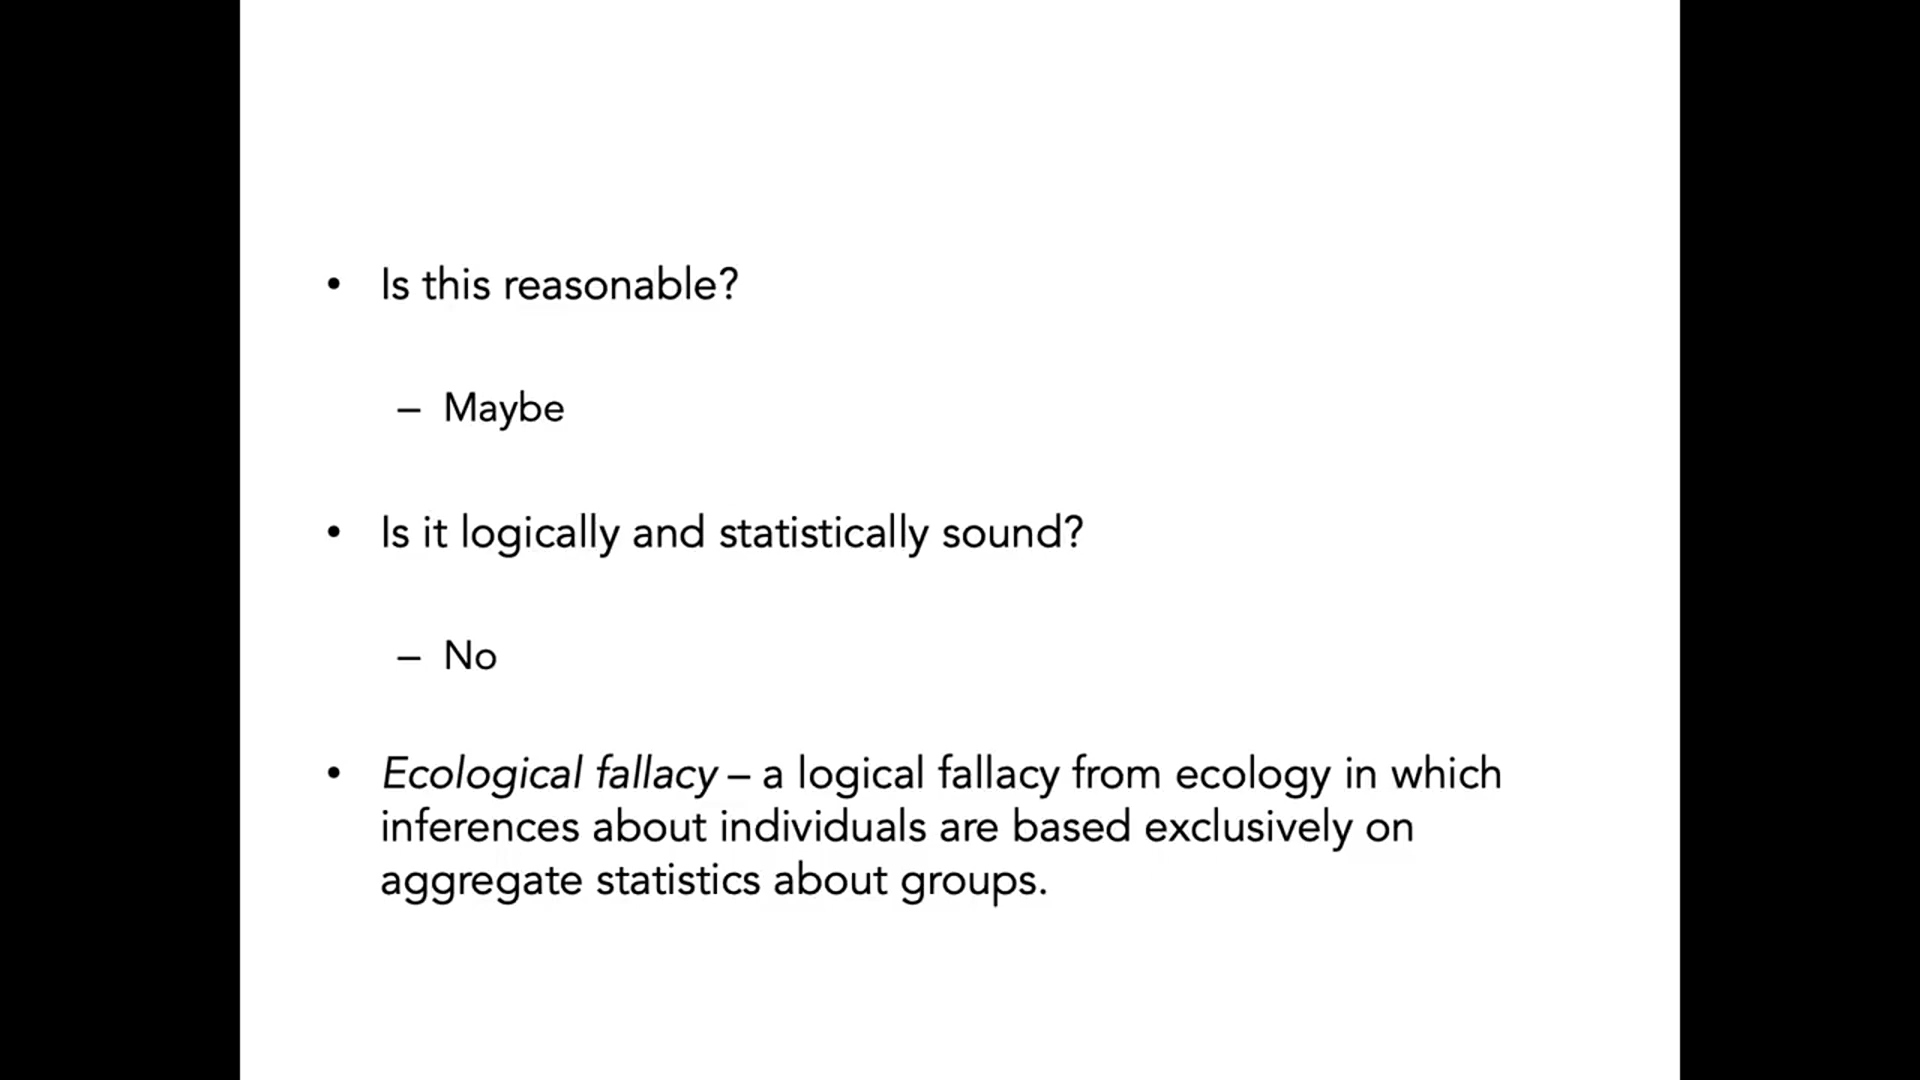 • Is this reasonable?
– Maybe
• Is it logically and statistically sound?
– No
• Ecological fallacy – a logical fallacy from ecology in which
inferences about individuals are based exclusively on
aggregate statistics about groups.